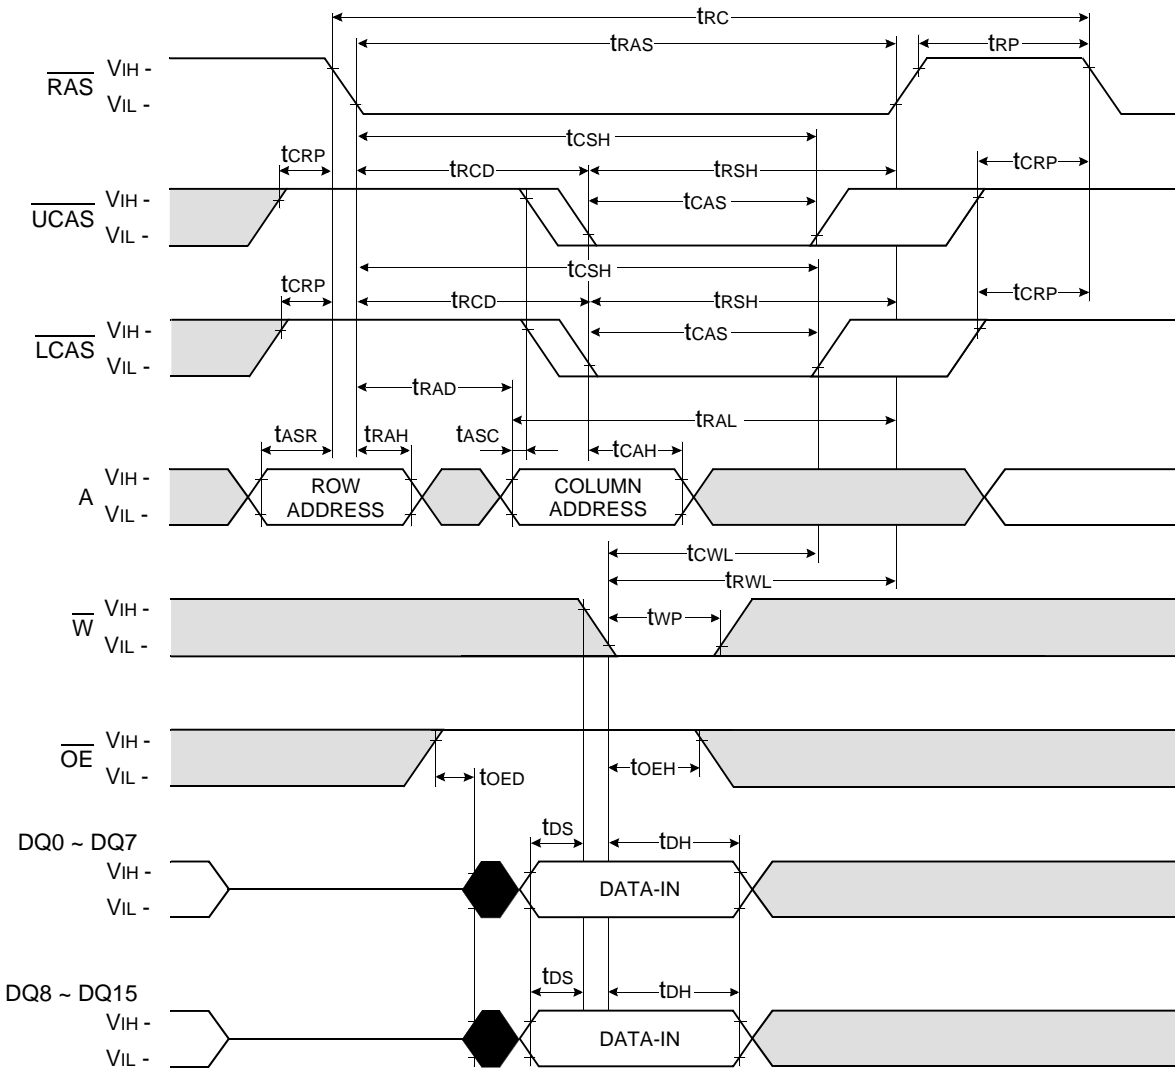 tRC
tRAS
tRP
RAS
VIH -
VIL -
tCSH
tCRP
tRCD
tRSH
tCRP
UCAS
VIH -
VIL -
tCAS
tCSH
tCRP
tRCD
tRSH
tCRP
LCAS
VIH -
VIL -
tCAS
tRAD
tRAL
tASR
tRAH
tASC
tCAH
A
VIH -
VIL -
ROW
ADDRESS
COLUMN
ADDRESS
tCWL
tRWL
W
VIH -
VIL -
tWP
OE
VIH -
VIL -
tOED
tOEH
DQ0 ~ DQ7
VIH -
VIL -
tDS
tDH
DATA-IN
DQ8 ~ DQ15
VIH -
VIL -
tDS
tDH
DATA-IN